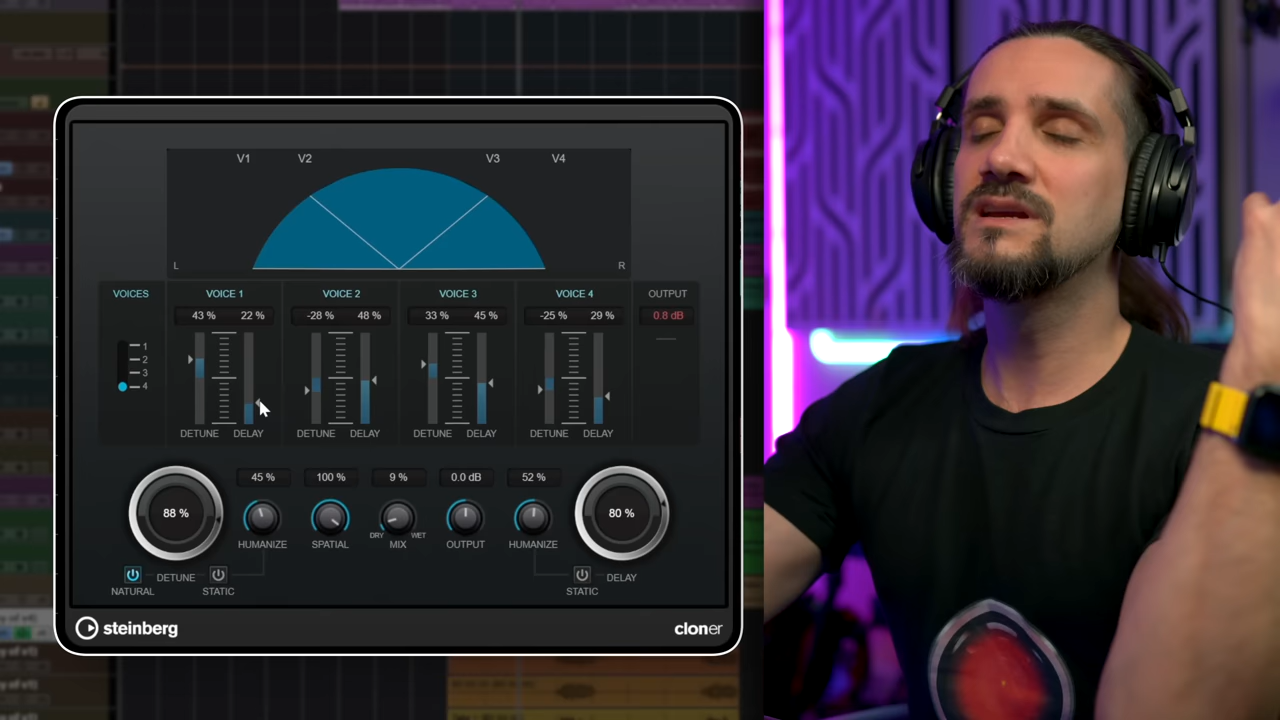 V1 V2 V3 V4
L R
VOICES VOICE 1 VOICE 2 VOICE 3 VOICE 4 OUTPUT
43 % 22 % -28 % 48 % 33 % 45 % -25 % 29 % 0.8 dB
1
2
3
4
DETUNE DELAY DETUNE DELAY DETUNE DELAY DETUNE DELAY
45 % 100 % 9 % 0.0 dB 52 %
88 % 80 %
DRY WET
HUMANIZE SPATIAL MIX OUTPUT HUMANIZE
DETUNE DELAY
NATURAL STATIC STATIC
steinberg cloner